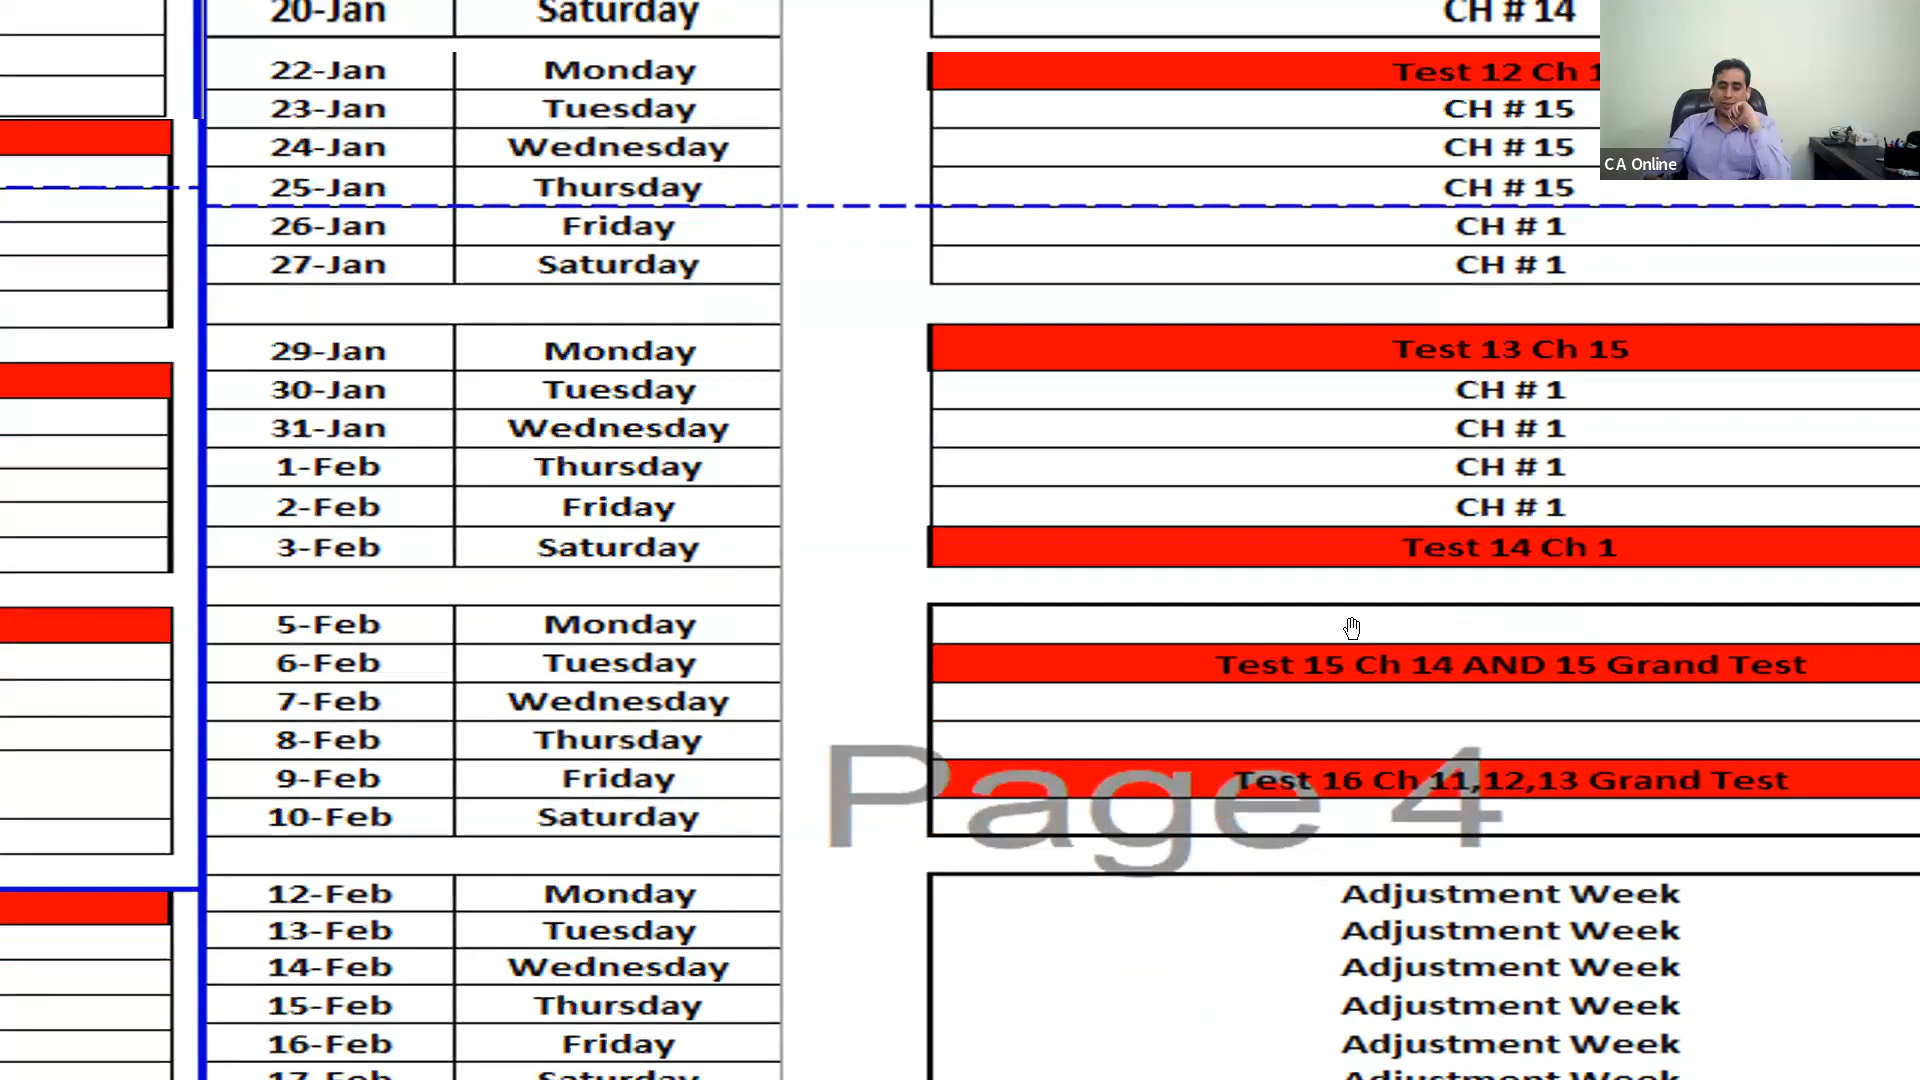 20-Jan Saturday CH # 14
22-Jan Monday Test 12 Ch
23-Jan Tuesday CH # 15
24-Jan Wednesday CH # 15
CA Online
25-Jan Thursday CH # 15
26-Jan Friday CH # 1
27-Jan Saturday CH # 1
29-Jan Monday Test 13 Ch 15
30-Jan Tuesday CH # 1
31-Jan Wednesday CH # 1
1-Feb Thursday CH # 1
2-Feb Friday CH # 1
3-Feb Saturday Test 14 Ch 1
5-Feb Monday
6-Feb Tuesday Test 15 Ch 14 AND 15 Grand Test
7-Feb Wednesday
8-Feb Thursday
9-Feb Friday Test 16 Ch 11,12,13 Grand Test
Page 4
10-Feb Saturday
12-Feb Monday Adjustment Week
13-Feb Tuesday Adjustment Week
14-Feb Wednesday Adjustment Week
15-Feb Thursday Adjustment Week
16-Feb Friday Adjustment Week
17-Feb Saturday Adjustment Week